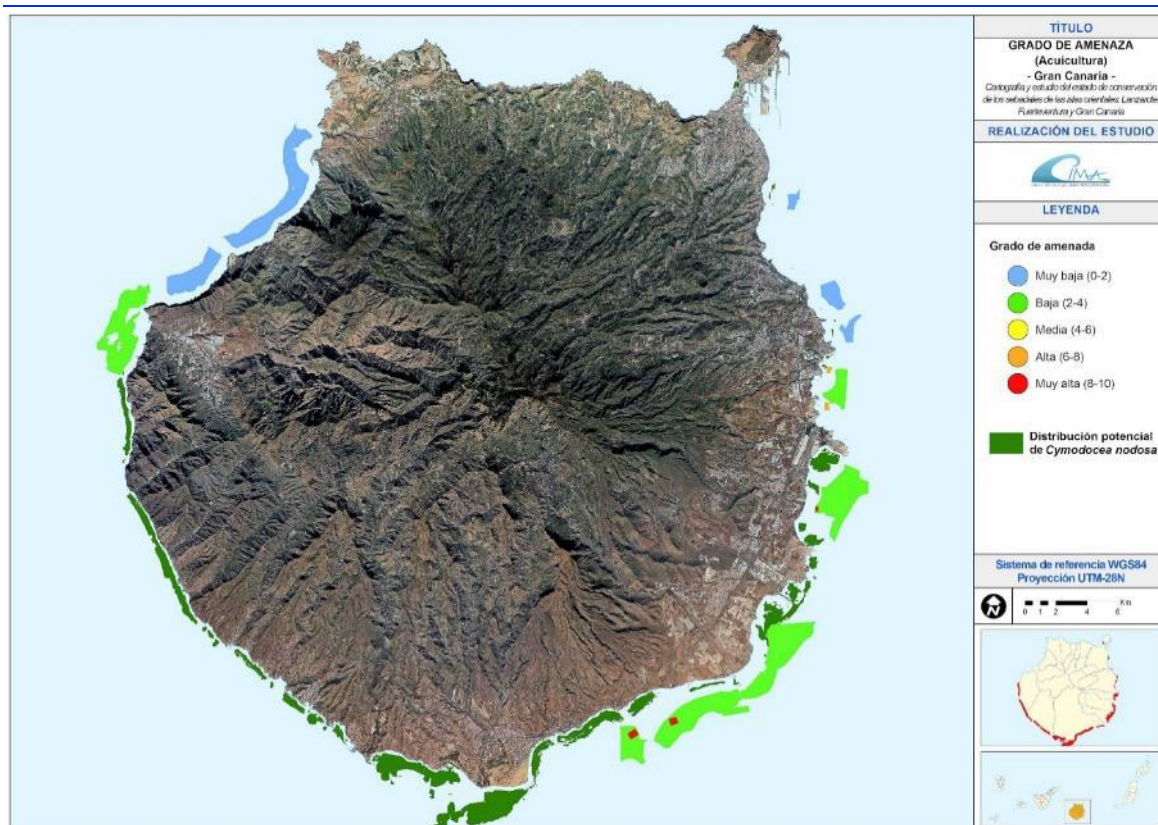 TÍTULO
GRADO DE AMENAZA
(Acuicultura)
- Gran Canaria -
Cartografía y estudio del estado de conservación
de los sebadales de las islas orientales: Lanzarote,
Fuerteventura y Gran Canaria
REALIZACIÓN DEL ESTUDIO
CIMA
LEYENDA
Grado de amenada
Muy baja (0-2)
Baja (2-4)
Media (4-6)
Alta (6-8)
Muy alta (8-10)
Distribución potencial
de Cymodocea nodosa
Sistema de referencia WGS84
Proyección UTM-28N
N
Km
0 1 2 4 6